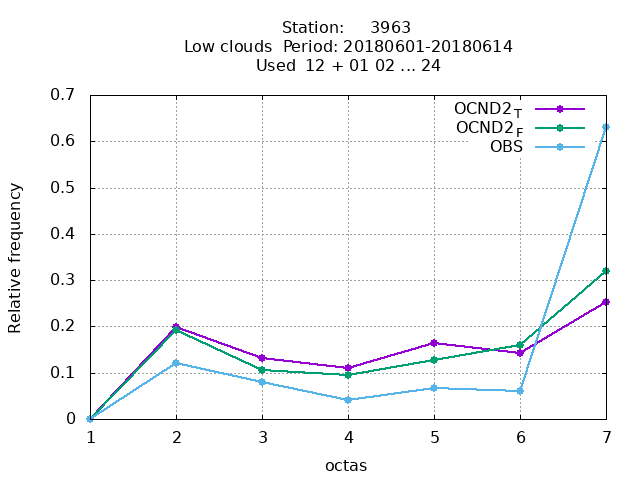 Station: 3963
Low clouds Period: 20180601-20180614
Used 12 + 01 02 ... 24
0.7
0.6
0.5
0.4
0.3
0.2
0.1
0
Relative frequency
OCND2T
OCND2F
OBS
1 2 3 4 5 6 7
octas